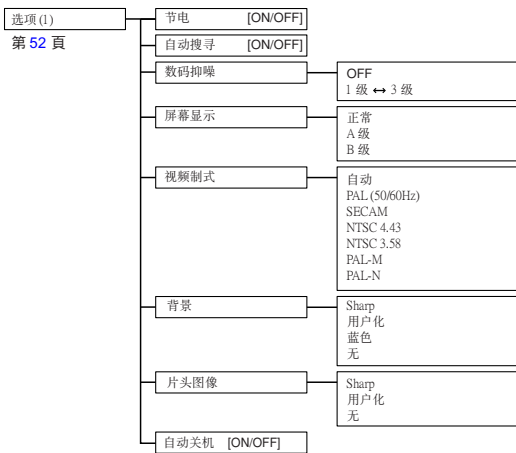 选项 (1)
第 52 頁
节电 [ON/OFF]
自动搜寻 [ON/OFF]
数码抑噪
OFF
1 级 ↔ 3 级
屏幕显示
正常
A 级
B 级
视频制式
自动
PAL (50/60Hz)
SECAM
NTSC 4.43
NTSC 3.58
PAL-M
PAL-N
背景
Sharp
用户化
蓝色
无
片头图像
Sharp
用户化
无
自动关机 [ON/OFF]